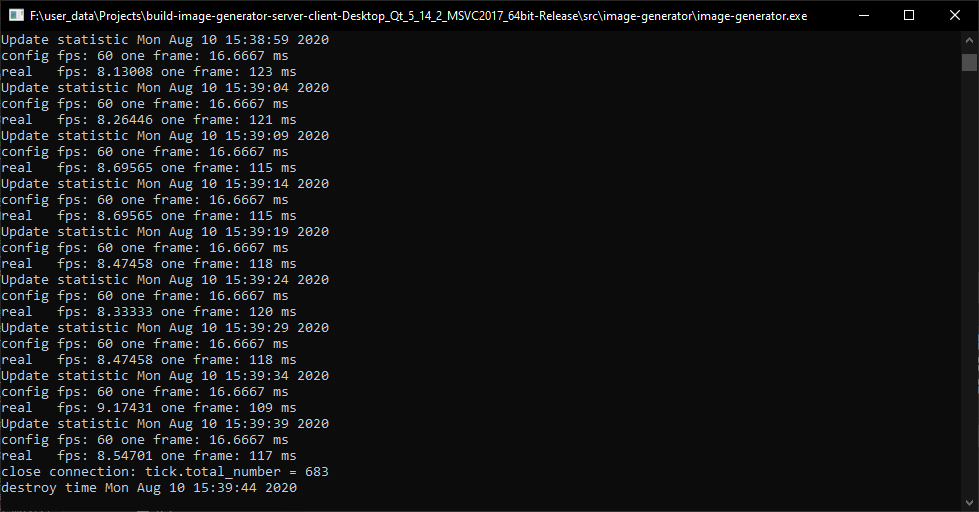 F:\user_data\Projects\build-image-generator-server-client-Desktop_Qt_5_14_2_MSVC2017_64bit-Release\src\image-generator\image-generator.exe
Update statistic Mon Aug 10 15:38:59 2020
config fps: 60 one frame: 16.6667 ms
real   fps: 8.13008 one frame: 123 ms
Update statistic Mon Aug 10 15:39:04 2020
config fps: 60 one frame: 16.6667 ms
real   fps: 8.26446 one frame: 121 ms
Update statistic Mon Aug 10 15:39:09 2020
config fps: 60 one frame: 16.6667 ms
real   fps: 8.69565 one frame: 115 ms
Update statistic Mon Aug 10 15:39:14 2020
config fps: 60 one frame: 16.6667 ms
real   fps: 8.69565 one frame: 115 ms
Update statistic Mon Aug 10 15:39:19 2020
config fps: 60 one frame: 16.6667 ms
real   fps: 8.47458 one frame: 118 ms
Update statistic Mon Aug 10 15:39:24 2020
config fps: 60 one frame: 16.6667 ms
real   fps: 8.33333 one frame: 120 ms
Update statistic Mon Aug 10 15:39:29 2020
config fps: 60 one frame: 16.6667 ms
real   fps: 8.47458 one frame: 118 ms
Update statistic Mon Aug 10 15:39:34 2020
config fps: 60 one frame: 16.6667 ms
real   fps: 9.17431 one frame: 109 ms
Update statistic Mon Aug 10 15:39:39 2020
config fps: 60 one frame: 16.6667 ms
real   fps: 8.54701 one frame: 117 ms
close connection: tick.total_number = 683
destroy time Mon Aug 10 15:39:44 2020